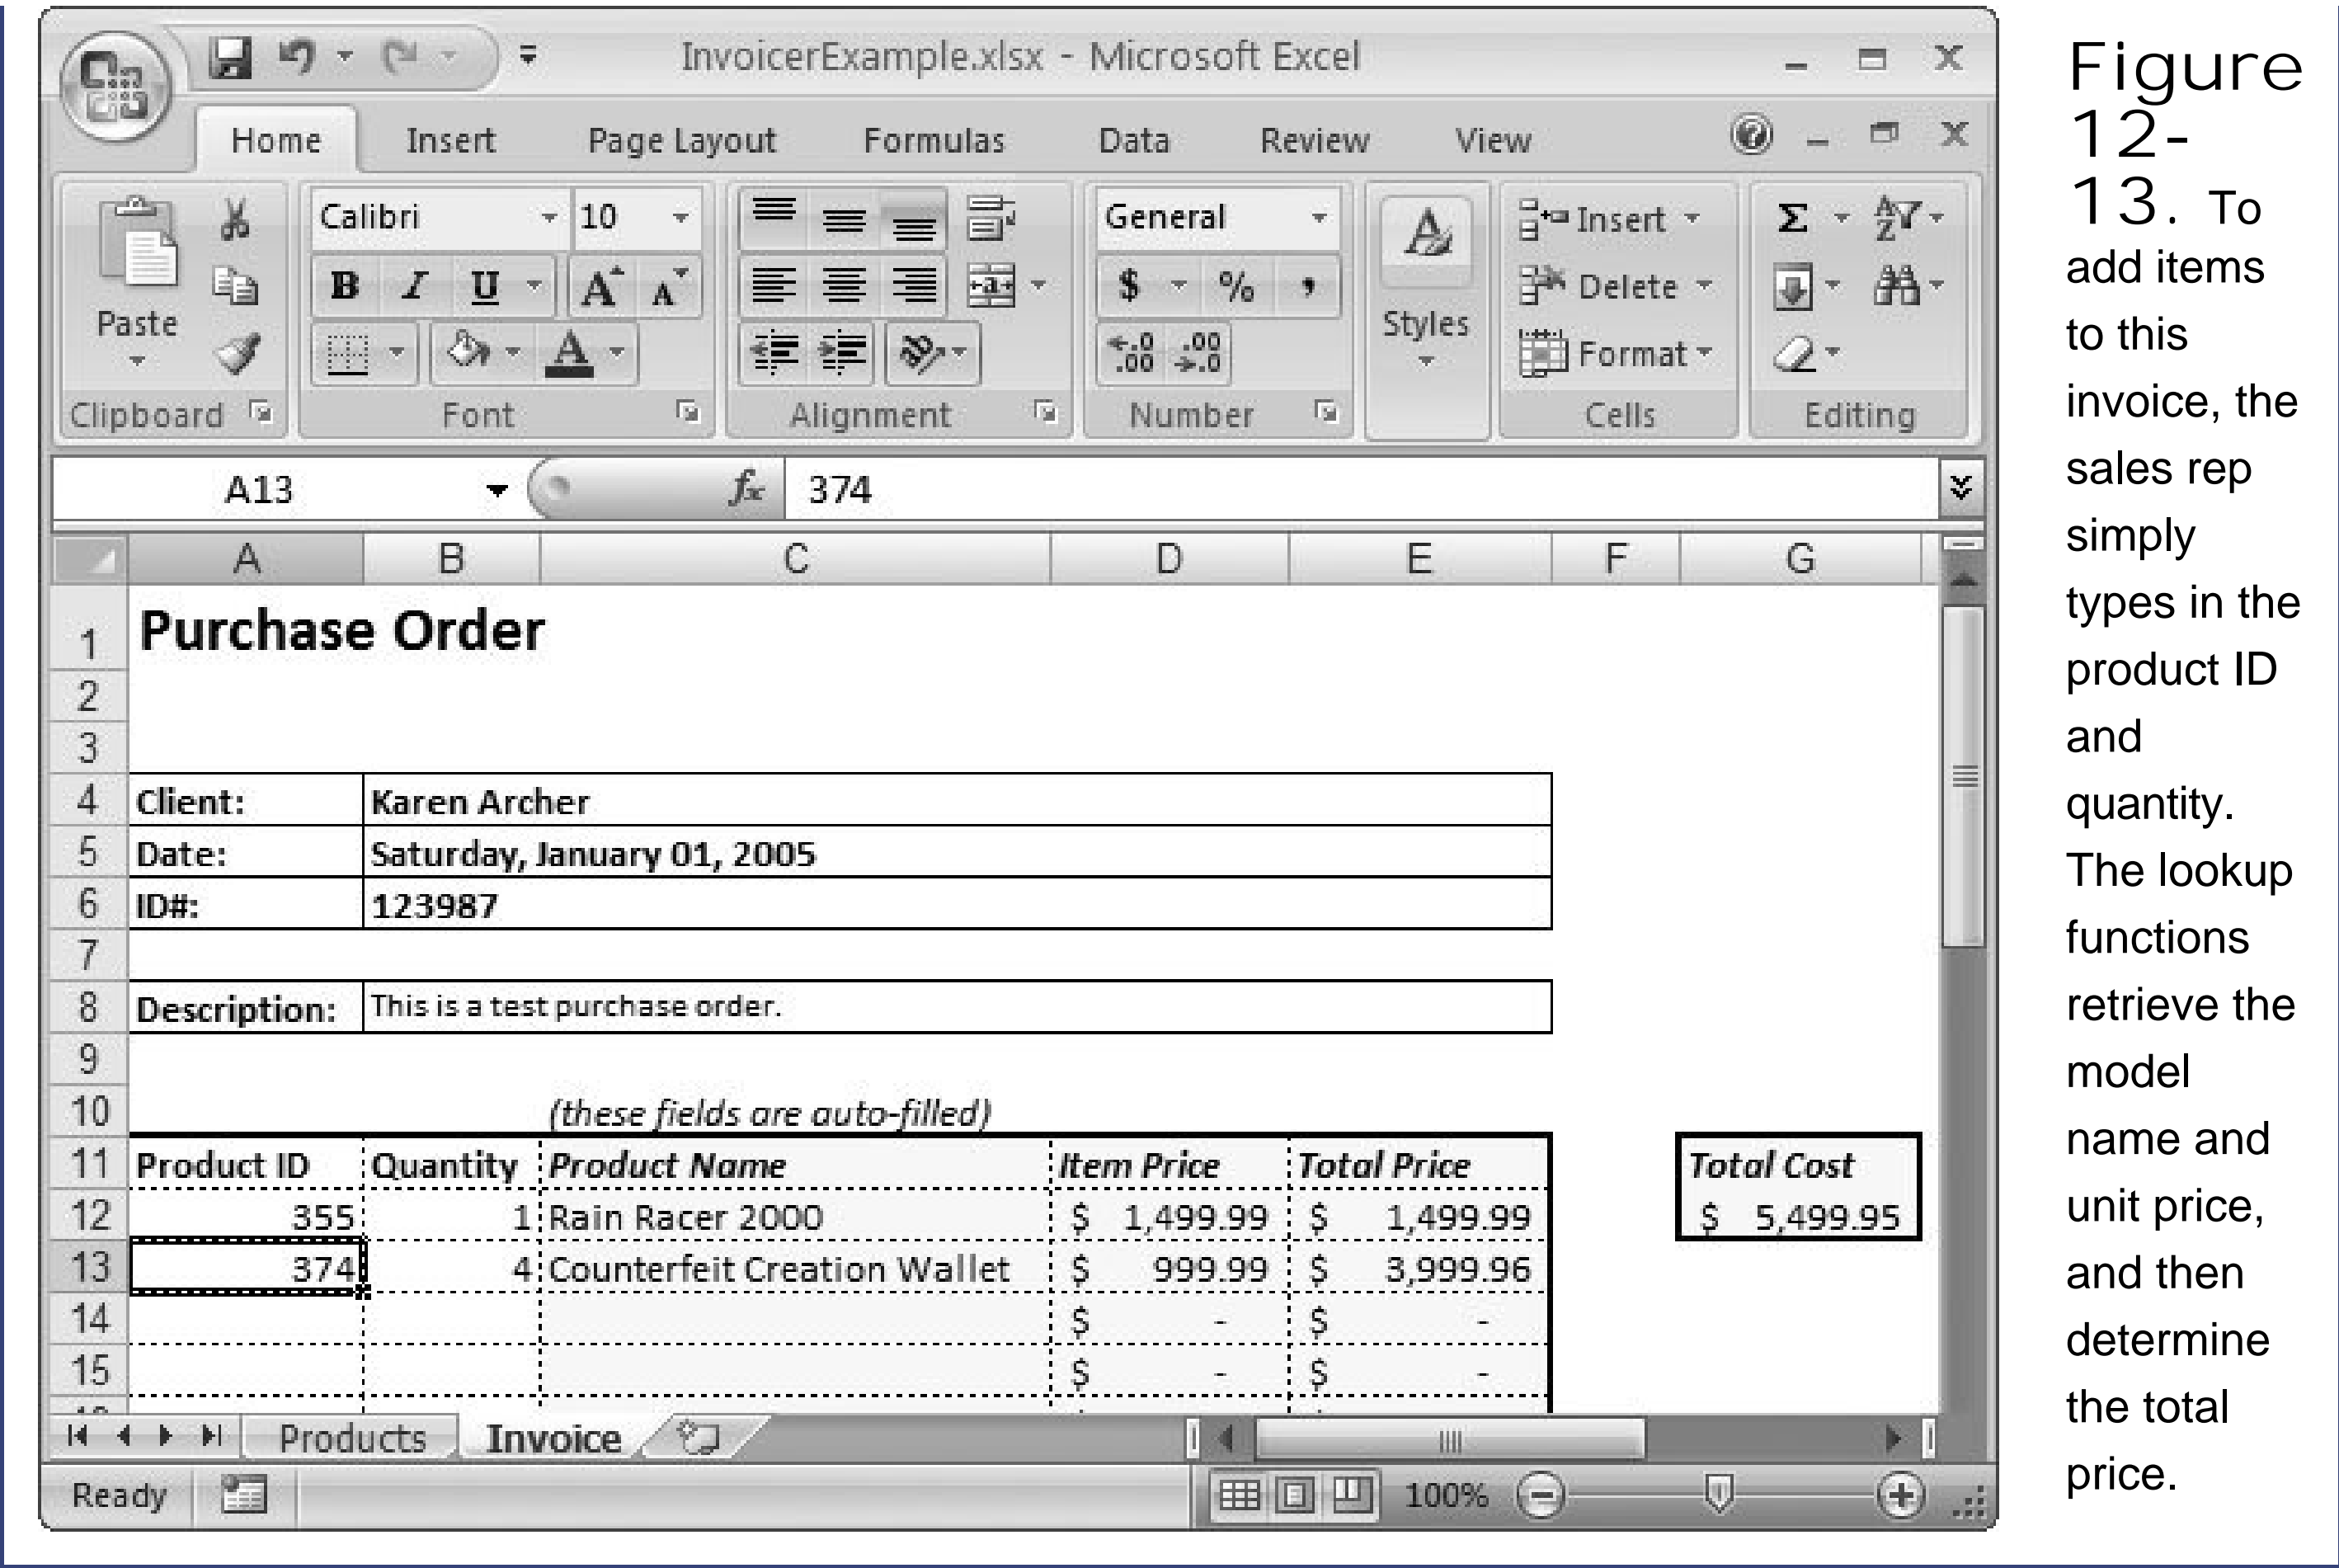 InvoicerExample.xlsx - Microsoft Excel
Home Insert Page Layout Formulas Data Review View
Calibri 10 General Insert
B I U A A $ % , Delete
Paste Styles
A .00 .00 Format
Clipboard Font Alignment Number Cells Editing
A13 fx 374
A B C D E F G
1 Purchase Order
2
3
4 Client: Karen Archer
5 Date: Saturday, January 01, 2005
6 ID#: 123987
7
8 Description: This is a test purchase order.
9
10 (these fields are auto-filled)
11 Product ID Quantity Product Name Item Price Total Price Total Cost
12 355 1 Rain Racer 2000 $ 1,499.99 $ 1,499.99 $ 5,499.95
13 374 4 Counterfeit Creation Wallet $ 999.99 $ 3,999.96
14 $ - $ -
15 $ - $ -
Products Invoice
Ready 100%
Figure
12-
13. To
add items
to this
invoice, the
sales rep
simply
types in the
product ID
and
quantity.
The lookup
functions
retrieve the
model
name and
unit price,
and then
determine
the total
price.